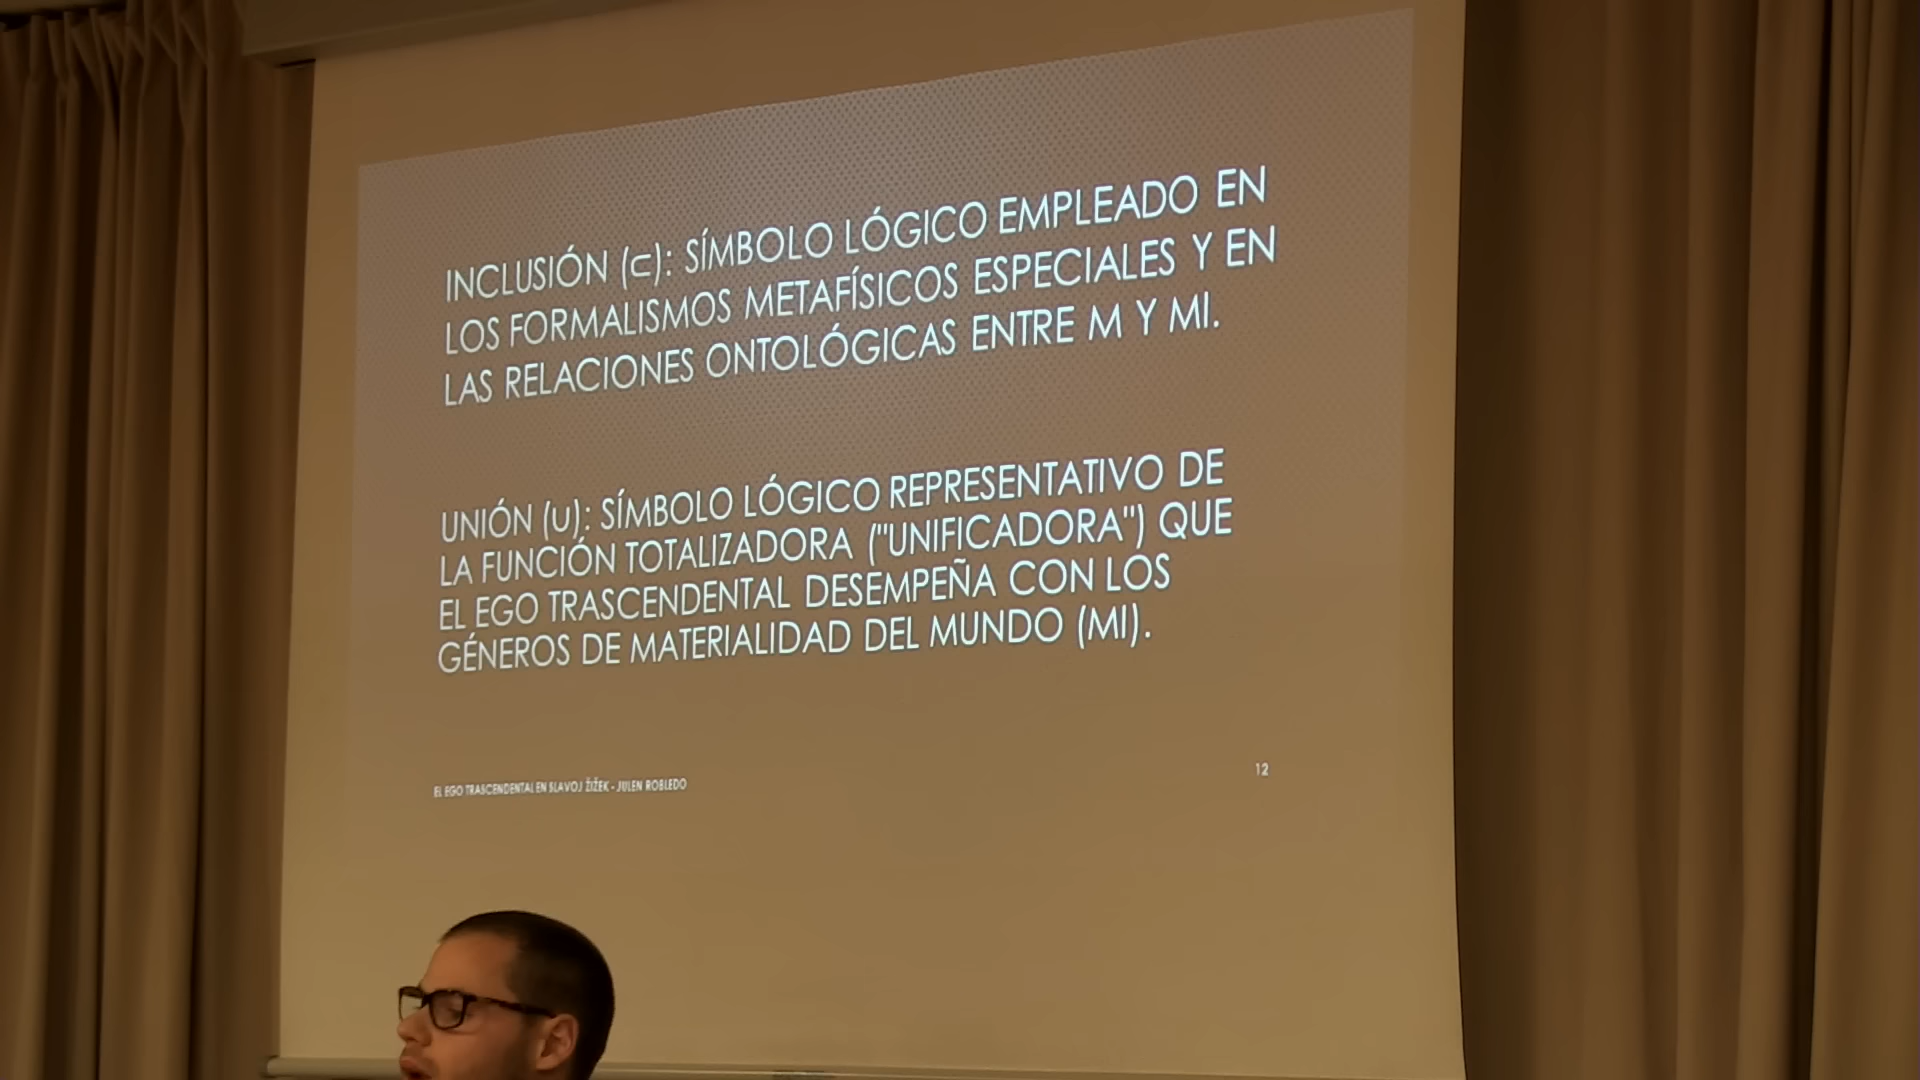 INCLUSIÓN (⊂): SÍMBOLO LÓGICO EMPLEADO EN
LOS FORMALISMOS METAFÍSICOS ESPECIALES Y EN
LAS RELACIONES ONTOLÓGICAS ENTRE M Y MI.
UNIÓN (∪): SÍMBOLO LÓGICO REPRESENTATIVO DE
LA FUNCIÓN TOTALIZADORA ("UNIFICADORA") QUE
EL EGO TRASCENDENTAL DESEMPEÑA CON LOS
GÉNEROS DE MATERIALIDAD DEL MUNDO (MI).
EL EGO TRASCENDENTAL EN SLAVOJ ŽIŽEK - JULEN ROBLEDO
12